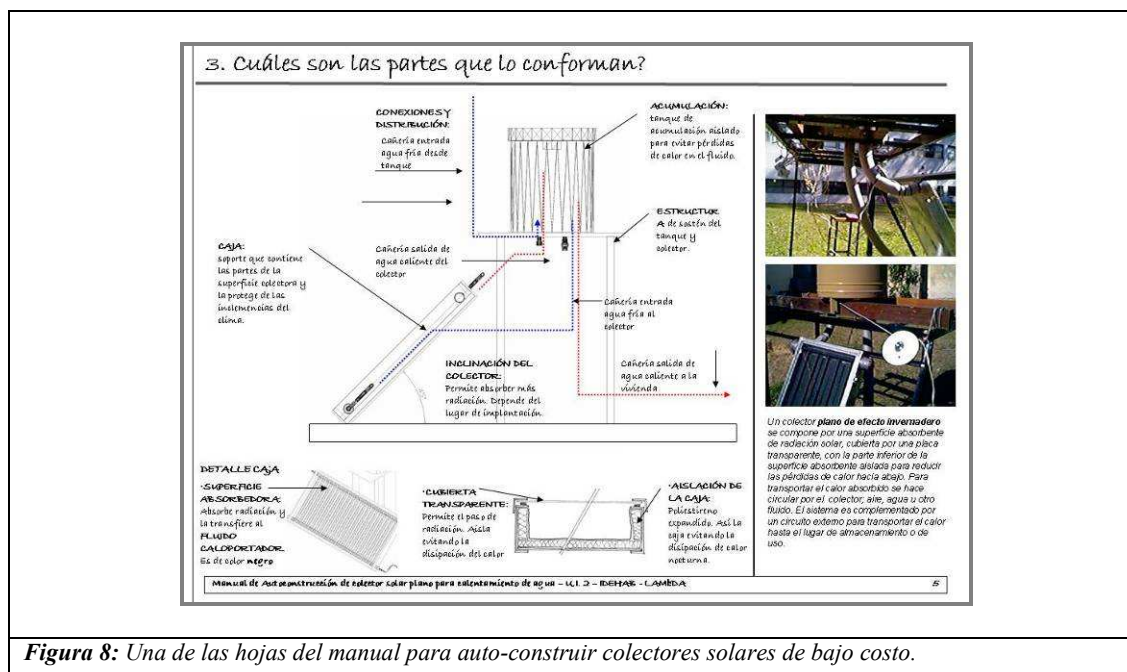 3. Cuáles son las partes que lo conforman?
CONEXIONES Y
DISTRIBUCIÓN:
Cañería entrada
agua fría desde
tanque
ACUMULACIÓN:
tanque de
acumulación aislado
para evitar pérdidas
de calor en el fluido.
ESTRUCTUR
A de sostén del
tanque y
colector.
CAJA:
soporte que contiene
las partes de la
superficie colectora y
la protege de las
inclemencias del
clima.
Cañería salida de
agua caliente del
colector
Cañería entrada
agua fría al
colector
INCLINACIÓN DEL
COLECTOR:
Permite absorber más
radiación. Depende del
lugar de implantación.
Cañería salida de
agua caliente a la
vivienda
Un colector plano de efecto invernadero
se compone por una superficie absorbente
de radiación solar, cubierta por una placa
transparente, con la parte inferior de la
superficie absorbente aislada para reducir
las pérdidas de calor hacia abajo. Para
transportar el calor absorbido se hace
circular por el colector, aire, agua u otro
fluido. El sistema es complementado por
un circuito externo para transportar el calor
hasta el lugar de almacenamiento o de
uso.
DETALLE CAJA
·SUPERFICIE
ABSORBEDORA:
Absorbe radiación y
la transfiere al
FLUIDO
CALOPORTADOR
Es de color negro
·CUBIERTA
TRANSPARENTE:
Permite el paso de
radiación. Aisla
evitando la
disipación del calor
·AISLACIÓN DE
LA CAJA:
Poliestireno
expandido. Así la
caja evitando la
disipación de calor
nocturna.
Manual de Autoconstrucción de colector solar plano para calentamiento de agua – U.I. 2 – IDEHAB - LAMBDA
5
Figura 8: Una de las hojas del manual para auto-construir colectores solares de bajo costo.